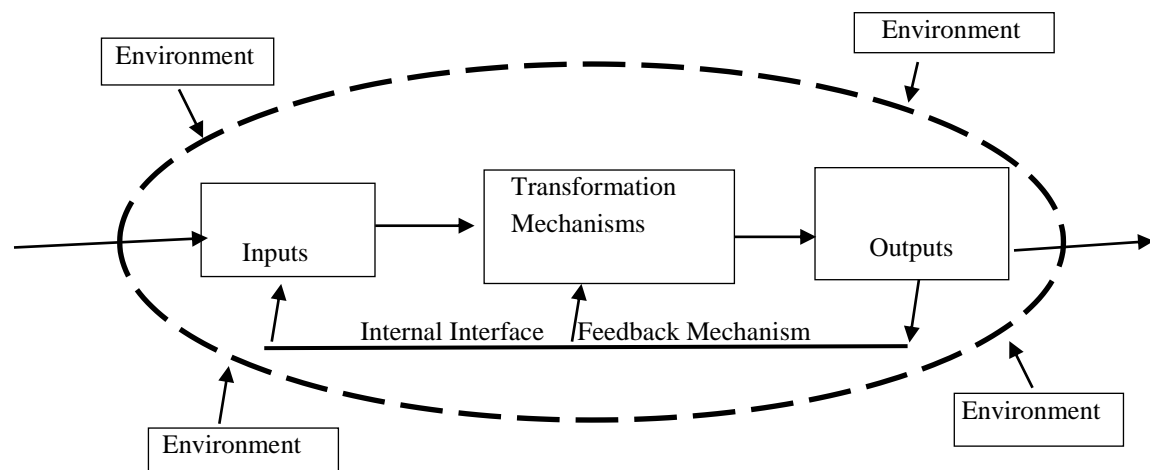 Environment
Environment
Transformation
Mechanisms
Inputs
Outputs
Internal Interface Feedback Mechanism
Environment
Environment